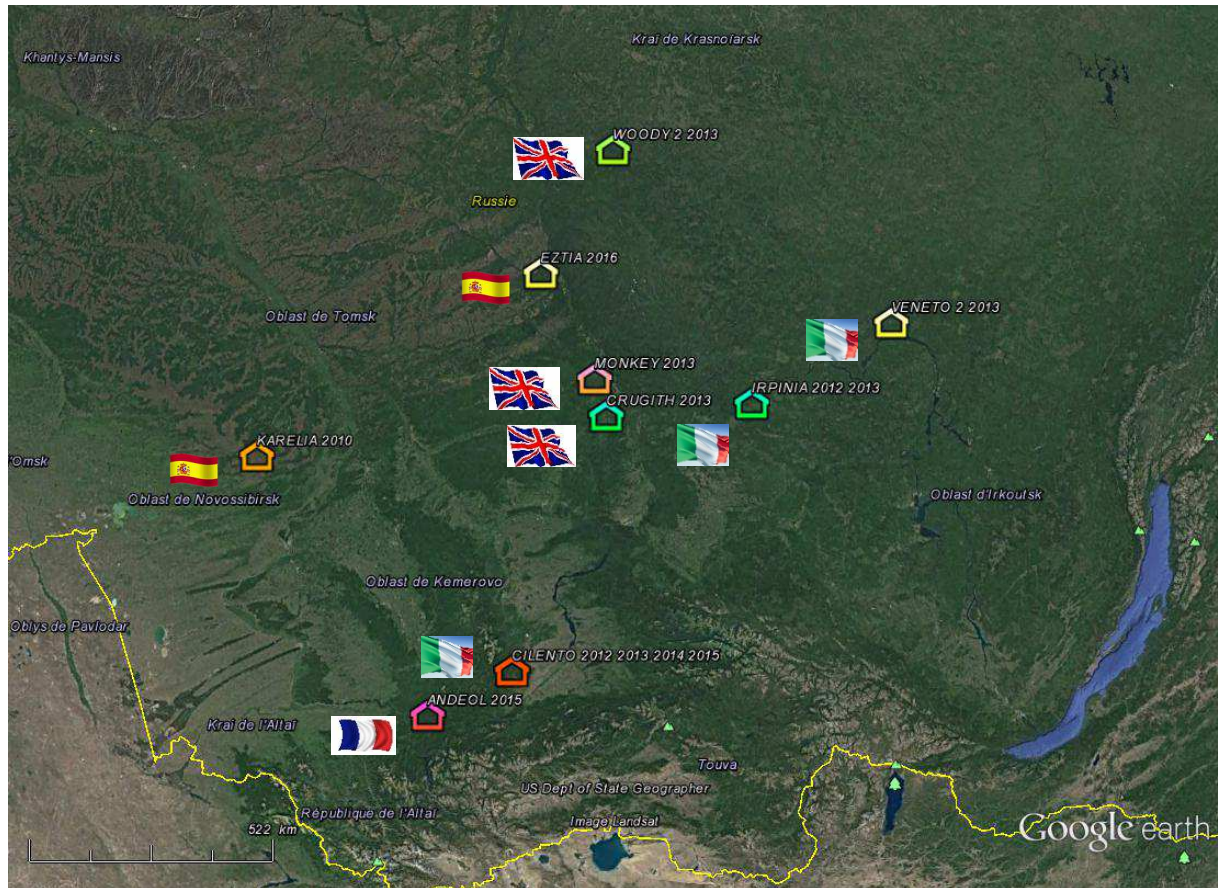 Krai de Krasnoïarsk
Khantys-Mansis
WOODY 2 2013
Russie
EZTIA 2016
Oblast de Tomsk
VENETO 2 2013
MONKEY 2013
IRPINIA 2012 2013
CRUGITH 2013
KARELIA 2010
'Omsk
Oblast de Novossibirsk
Oblast d'Irkoutsk
Oblast de Kemerovo
Oblys de Pavlodar
CILENTO 2012 2013 2014 2015
ANDEOL 2015
Krai de l'Altaï
Touva
US Dept of State Geographer
République de l'Altaï
Image Landsat
522 km
Google earth